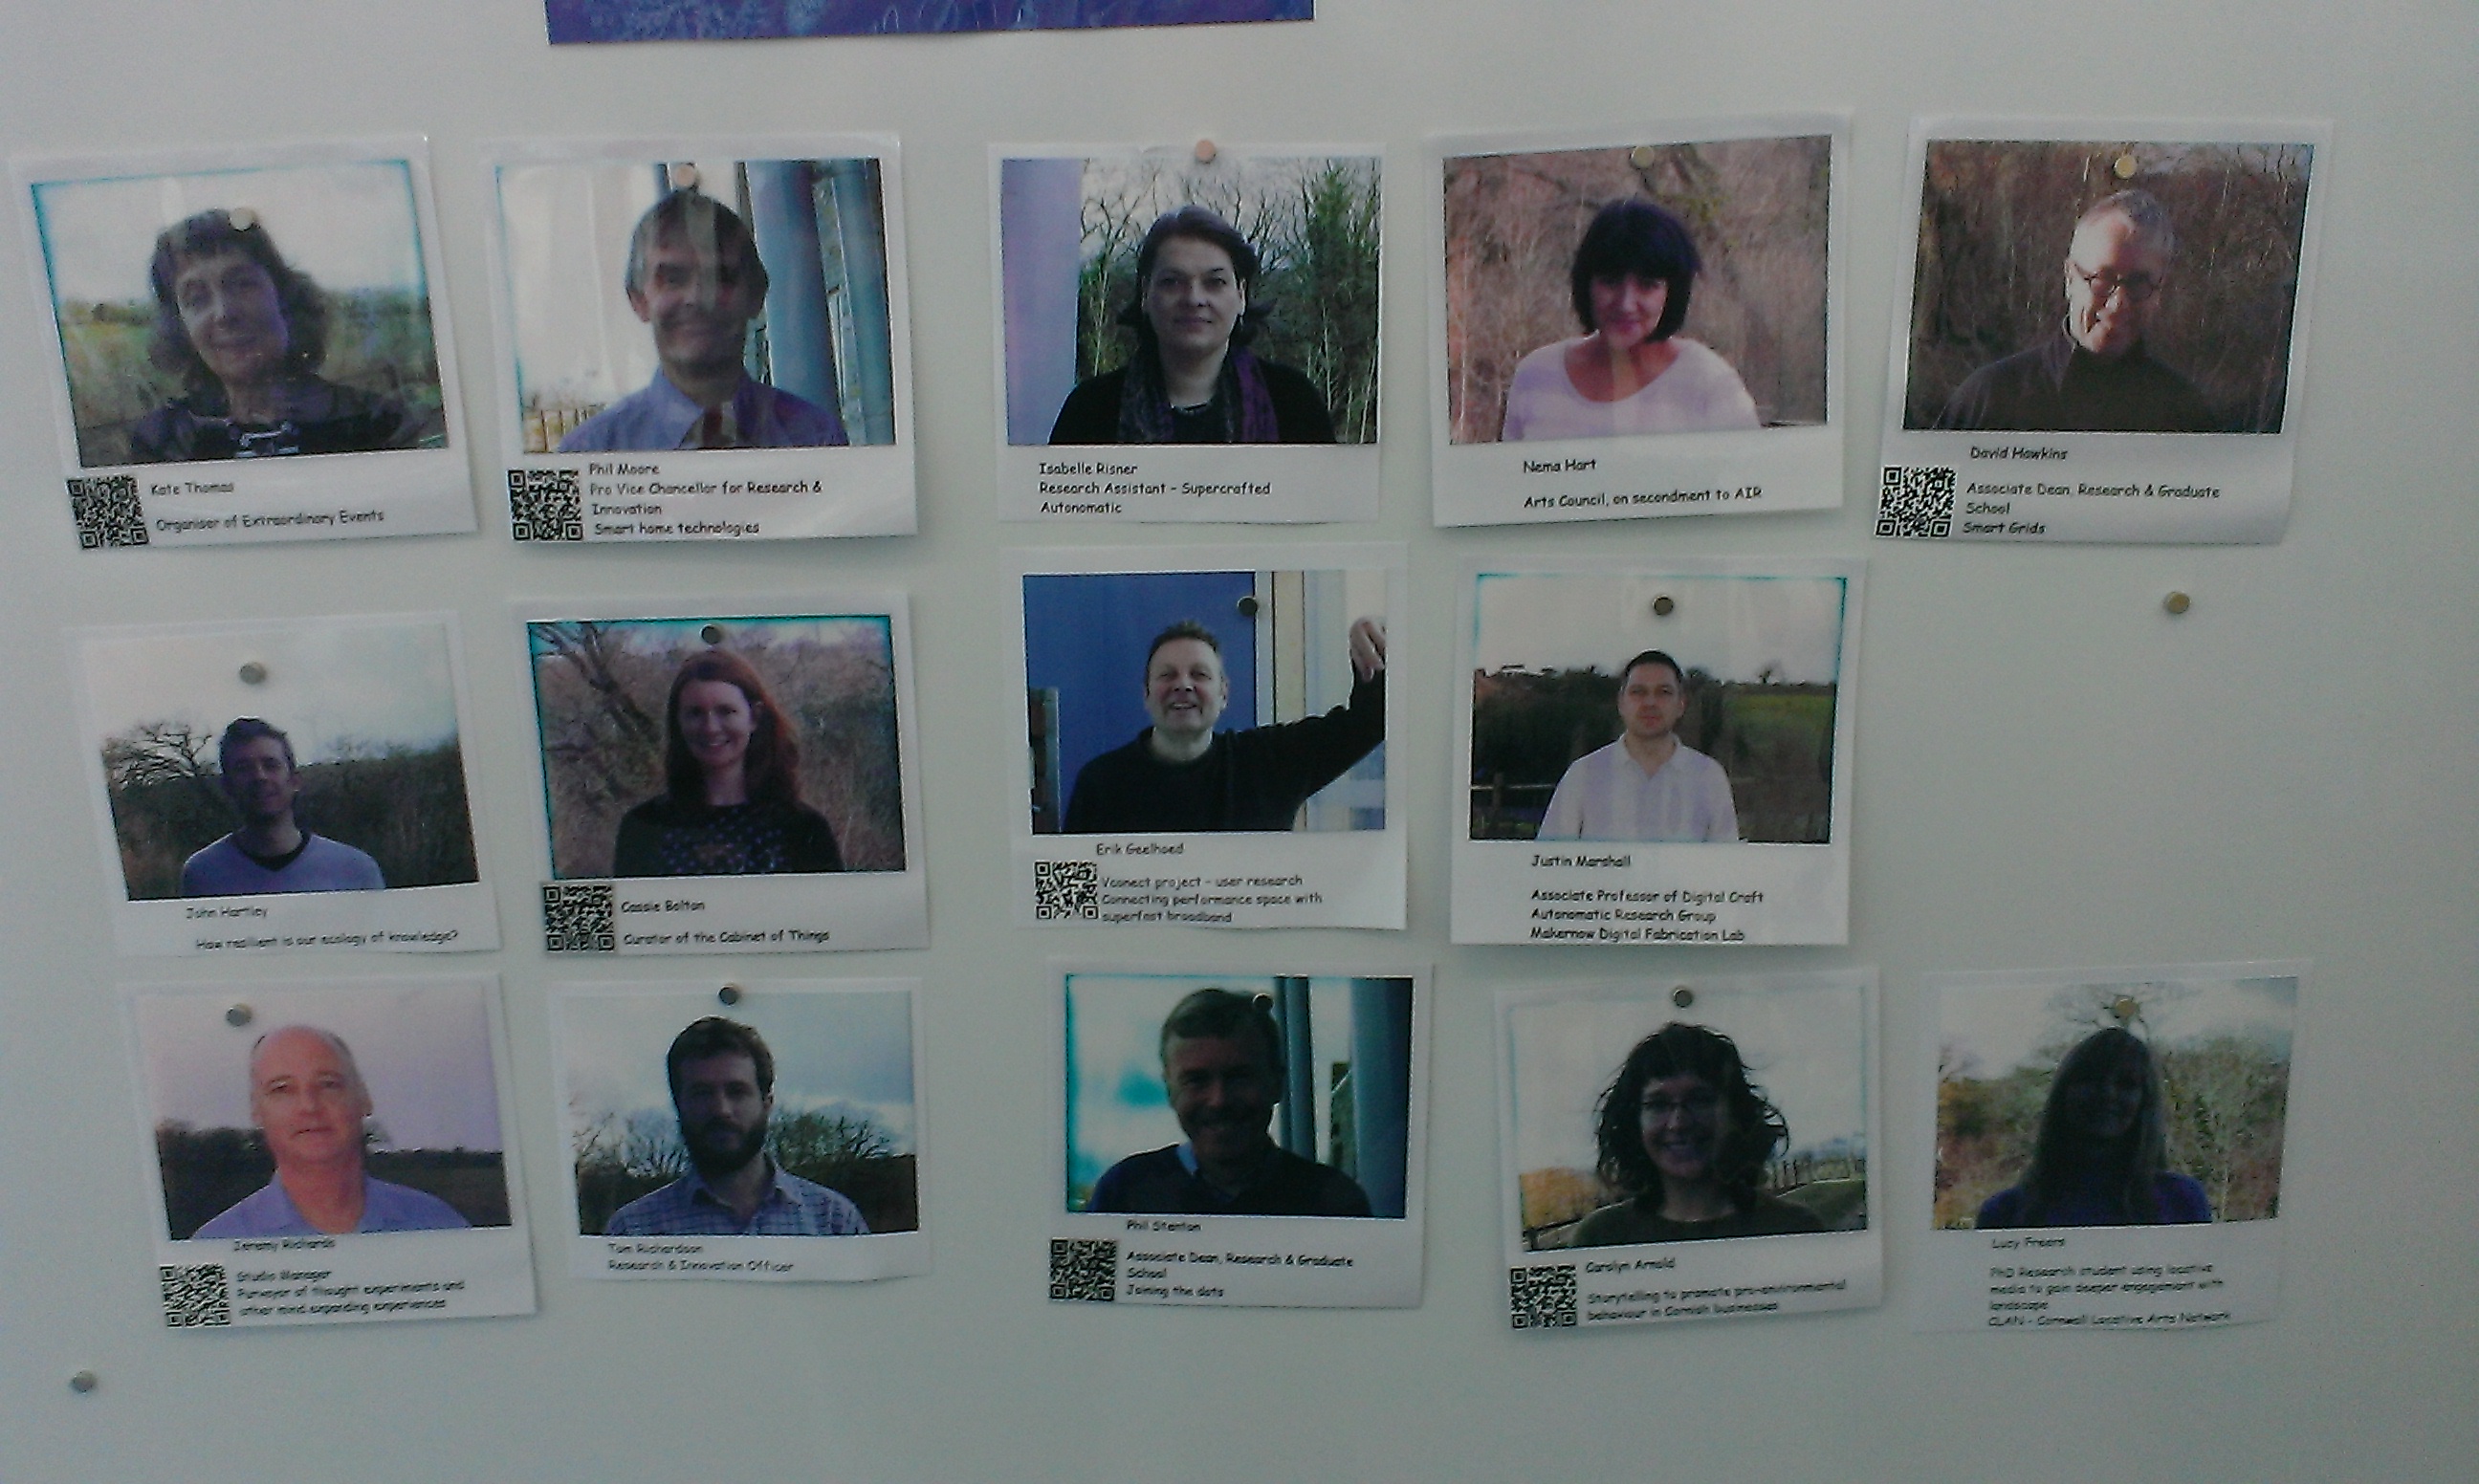 Kate Thomas
Organiser of Extraordinary Events
Phil Moore
Pro Vice Chancellor for Research &
Innovation
Smart home technologies
Isabelle Risner
Research Assistant - Supercrafted
Autonomatic
Nema Hart
Arts Council, on secondment to AIR
David Hawkins
Associate Dean, Research & Graduate
School
Smart Grids
John Hartley
How resilient is our ecology of knowledge?
Cassie Bolton
Curator of the Cabinet of Things
Erik Geelhoed
Vconect project - user research
Connecting performance space with
superfast broadband
Justin Marshall
Associate Professor of Digital Craft
Autonomatic Research Group
Makernow Digital Fabrication Lab
Jeremy Richards
Studio Manager
Purveyor of thought experiments and
other mind expanding experiences
Tom Richardson
Research & Innovation Officer
Phil Stenton
Associate Dean, Research & Graduate
School
Joining the dots
Carolyn Arnold
Storytelling to promote pro-environmental
behaviour in Cornish businesses
Lucy Frears
PhD Research student using locative
media to gain deeper engagement with
landscape
CLAN - Cornwall Locative Arts Network